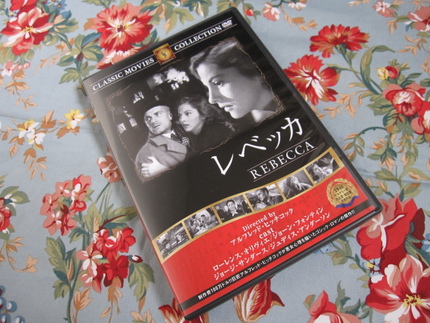 CLASSIC MOVIES COLLECTION
レベッカ
REBECCA
Directed by
アルフレッド・ヒッチコック
CAST
ローレンス・オリヴィエ/ジョーン・フォンティン
ジョージ・サンダース/ジュディス・アンダーソン